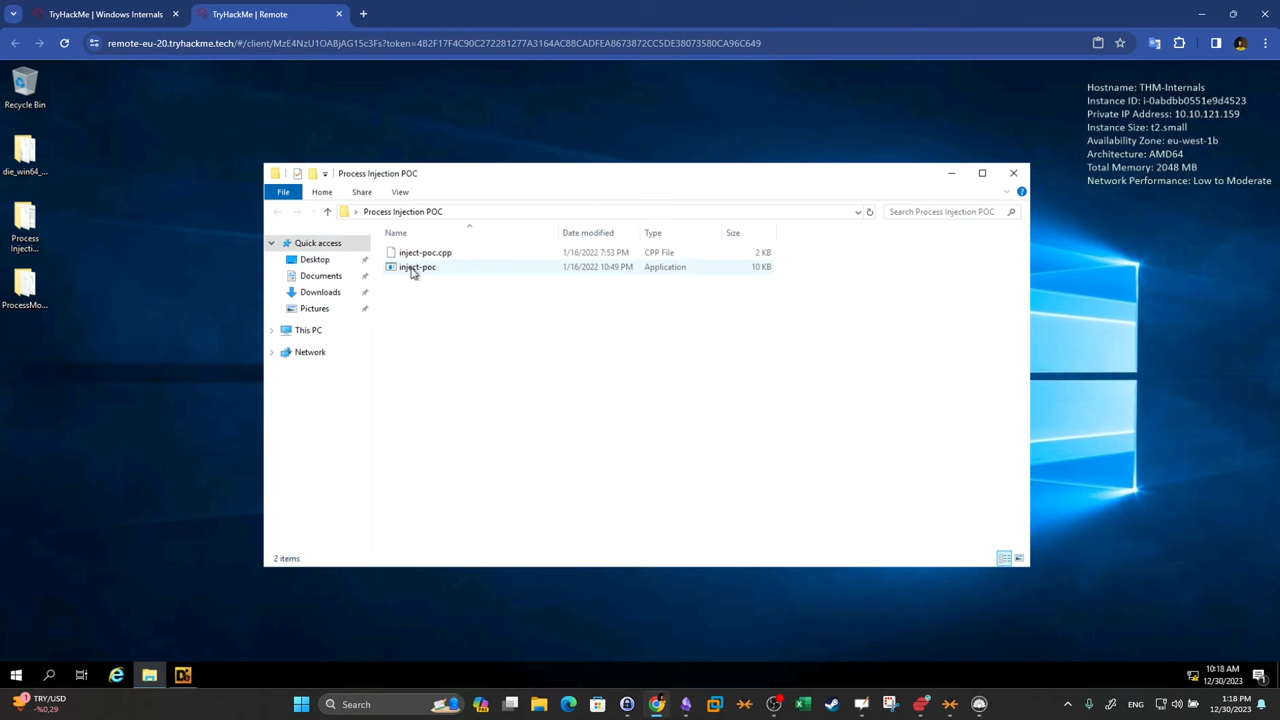 TryHackMe | Windows Internals
TryHackMe | Remote
remote-eu-20.tryhackme.tech/#/client/MzE4NzU1OABjAG15c3Fs?token=4B2F17F4C90C272281277A3164AC88CADFEA8673872CC5DE38073580CA96C649
Recycle Bin
die_win64_...
Process
Injecti...
ProcessMo...
Hostname: THM-Internals
Instance ID: i-0abdbb0551e9d4523
Private IP Address: 10.10.121.159
Instance Size: t2.small
Availability Zone: eu-west-1b
Architecture: AMD64
Total Memory: 2048 MB
Network Performance: Low to Moderate
Process Injection POC
File Home Share View
Process Injection POC
Search Process Injection POC
Name Date modified Type Size
inject-poc.cpp 1/16/2022 7:53 PM CPP File 2 KB
inject-poc 1/16/2022 10:49 PM Application 10 KB
Quick access
Desktop
Documents
Downloads
Pictures
This PC
Network
2 items
10:18 AM
12/30/2023
TRY/USD
-%0,29
Search
1:18 PM
12/30/2023